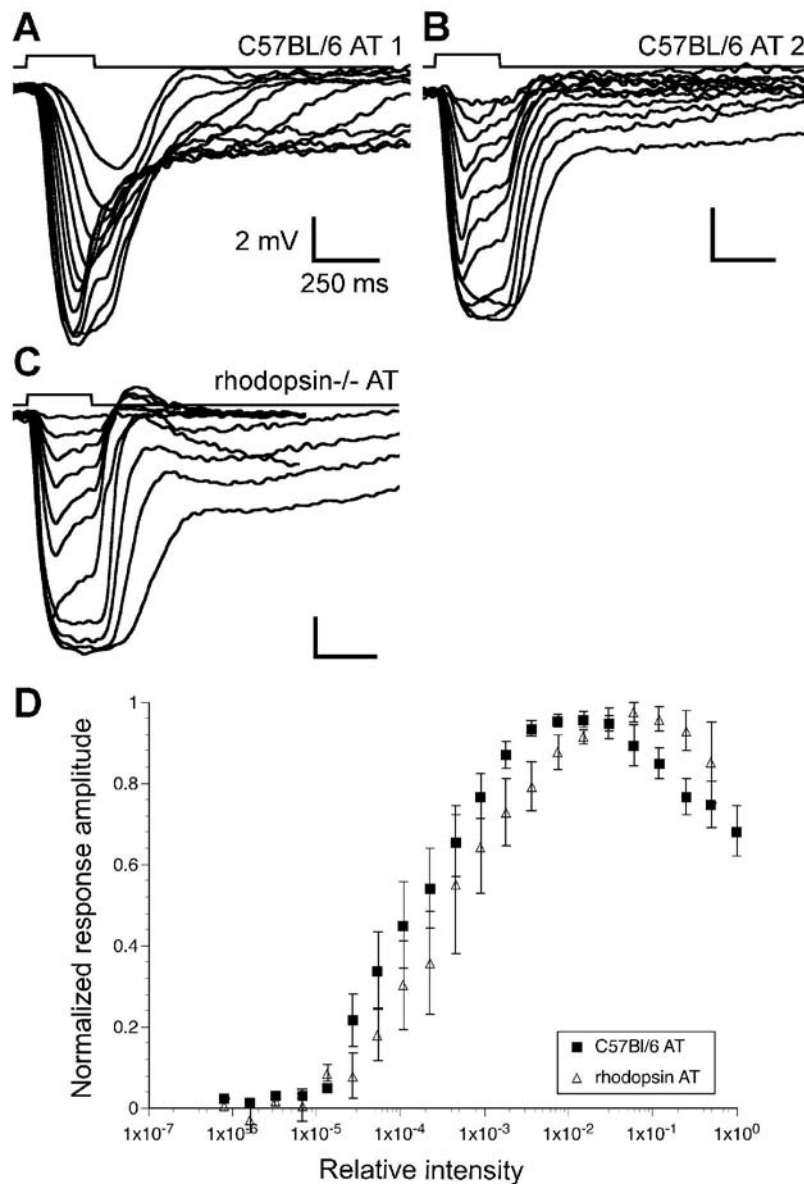 A
C57BL/6 AT 1
B
C57BL/6 AT 2
2 mV
250 ms
C
rhodopsin-/- AT
D
Normalized response amplitude
1
0.8
0.6
0.4
0.2
0
C57Bl/6 AT
rhodopsin AT
1x10-7
1x10-6
1x10-5
1x10-4
1x10-3
1x10-2
1x10-1
1x100
Relative intensity